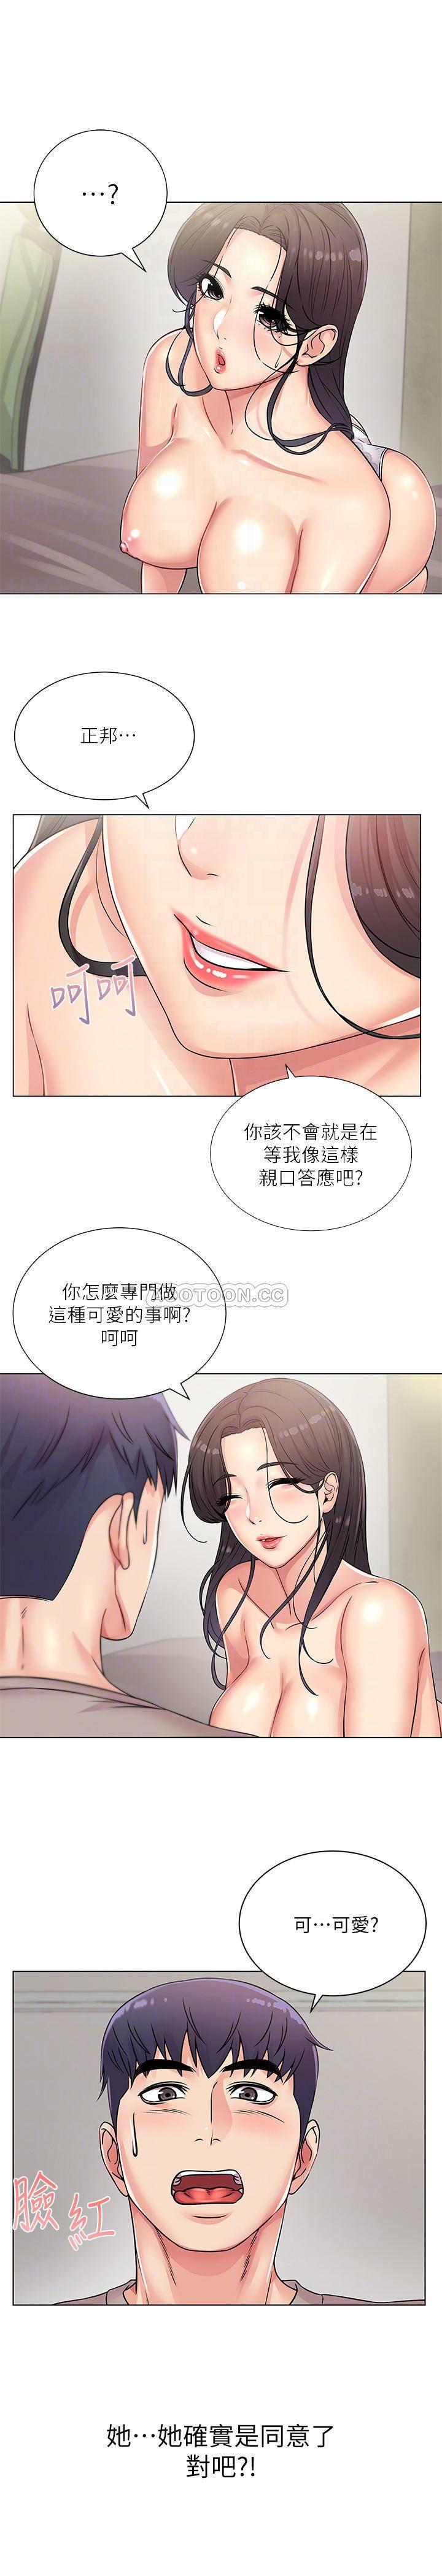 …?
正邦…
呵呵
你該不會就是在
等我像這樣
親口答應吧?
你怎麼專門做
這種可愛的事啊?
呵呵
可…可愛?
臉紅
她…她確實是同意了
對吧?!